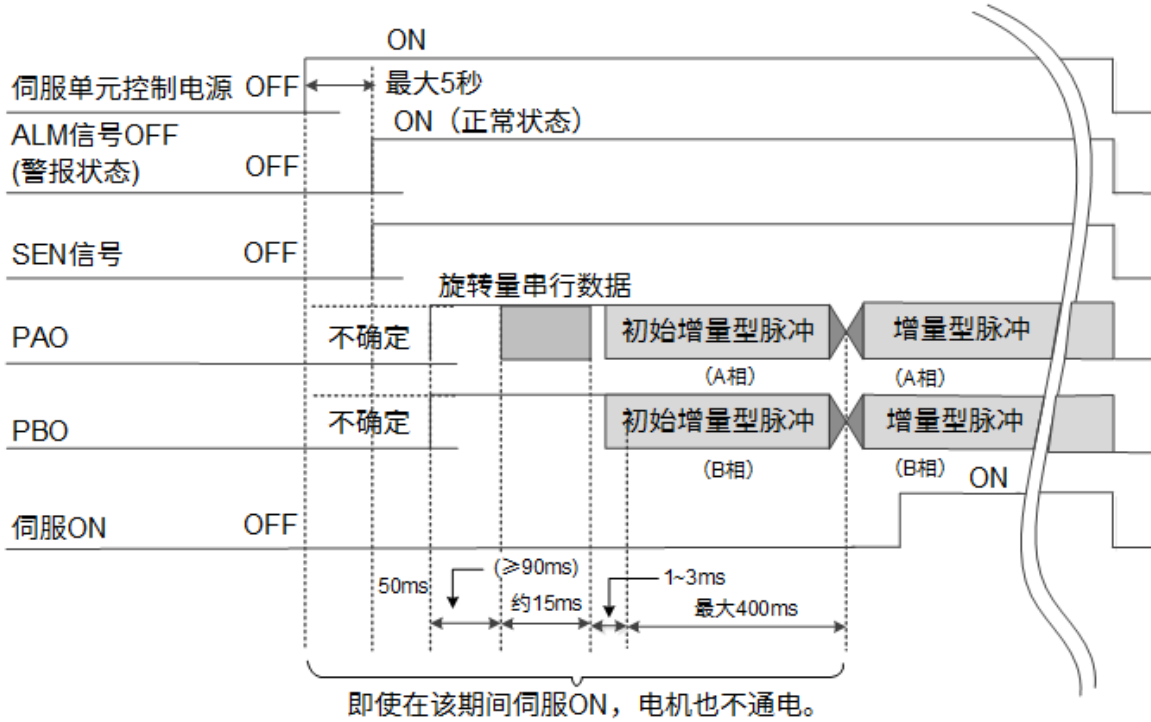 ON
伺服单元控制电源 OFF
最大5秒
ALM信号OFF
(警报状态)
OFF
ON（正常状态）
SEN信号
OFF
旋转量串行数据
PAO
不确定
初始增量型脉冲
增量型脉冲
(A相)
(A相)
PBO
不确定
初始增量型脉冲
增量型脉冲
(B相)
(B相)
ON
伺服ON
OFF
50ms
(≥90ms)
约15ms
1~3ms
最大400ms
即使在该期间伺服ON，电机也不通电。